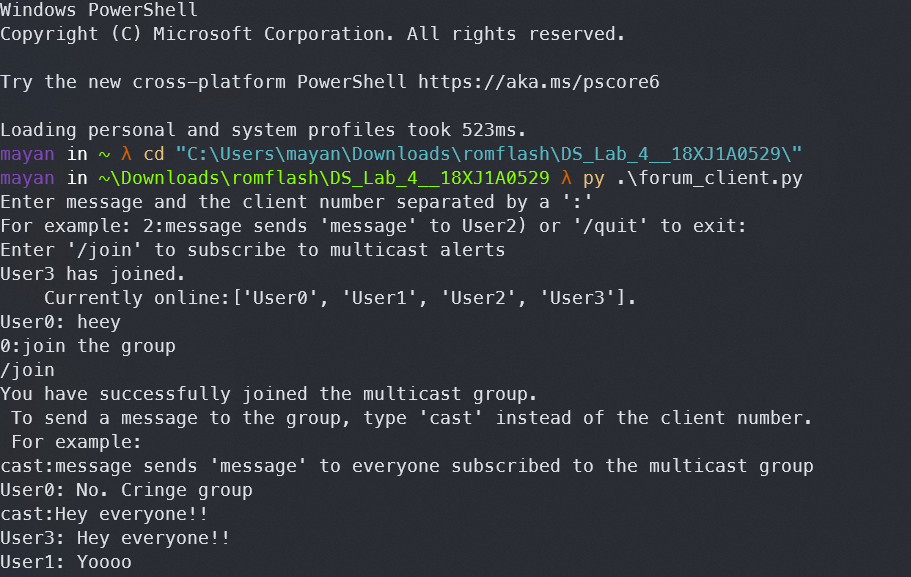 Windows PowerShell
Copyright (C) Microsoft Corporation. All rights reserved.
Try the new cross-platform PowerShell https://aka.ms/pscore6
Loading personal and system profiles took 523ms.
mayan in ~ λ cd "C:\Users\mayan\Downloads\romflash\DS_Lab_4__18XJ1A0529\"
mayan in ~\Downloads\romflash\DS_Lab_4__18XJ1A0529 λ py .\forum_client.py
Enter message and the client number separated by a ':'
For example: 2:message sends 'message' to User2) or '/quit' to exit:
Enter '/join' to subscribe to multicast alerts
User3 has joined.
    Currently online:['User0', 'User1', 'User2', 'User3'].
User0: heey
0:join the group
/join
You have successfully joined the multicast group.
 To send a message to the group, type 'cast' instead of the client number.
 For example:
cast:message sends 'message' to everyone subscribed to the multicast group
User0: No. Cringe group
cast:Hey everyone!!
User3: Hey everyone!!
User1: Yoooo